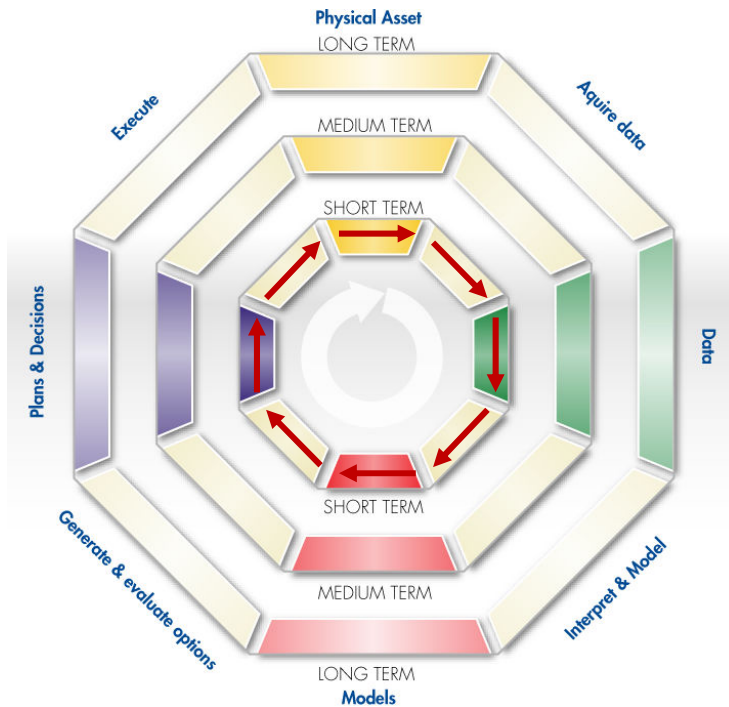 Physical Asset
LONG TERM
Execute
Aquire data
MEDIUM TERM
SHORT TERM
Plans & Decisions
Data
SHORT TERM
Generate & evaluate options
Interpret & Model
MEDIUM TERM
LONG TERM
Models